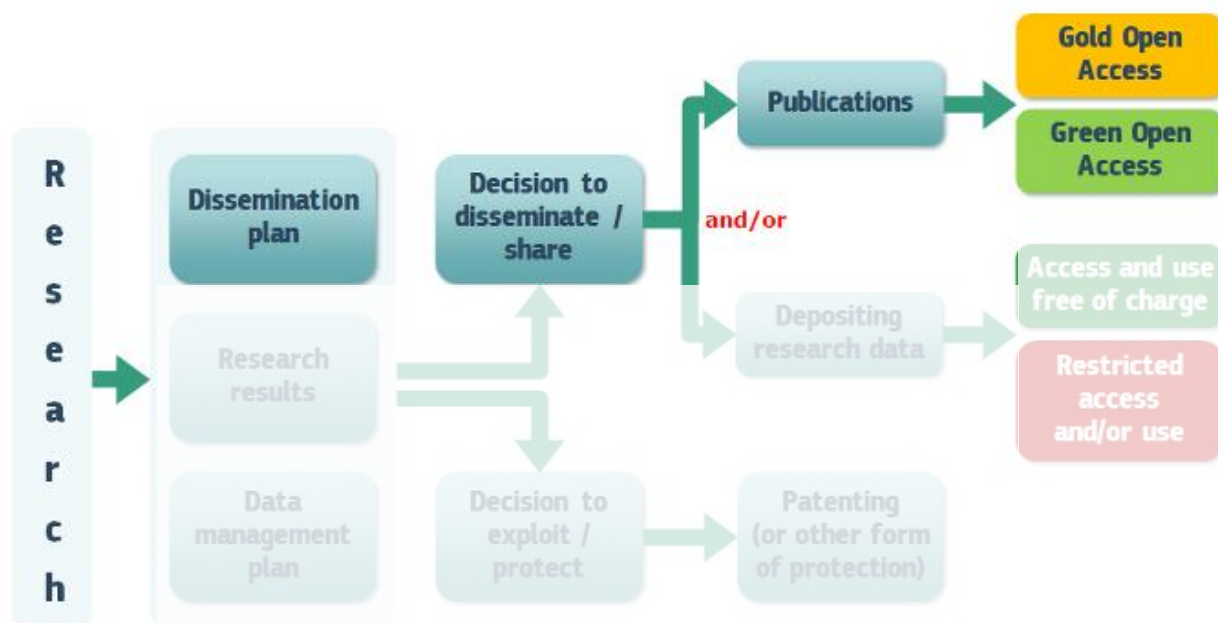 Research
Dissemination
plan
Research
results
Data
management
plan
Decision to
disseminate /
share
Decision to
exploit /
protect
and/or
Publications
Depositing
research data
Patenting
(or other form
of protection)
Gold Open
Access
Green Open
Access
Access and use
free of charge
Restricted
access
and/or use